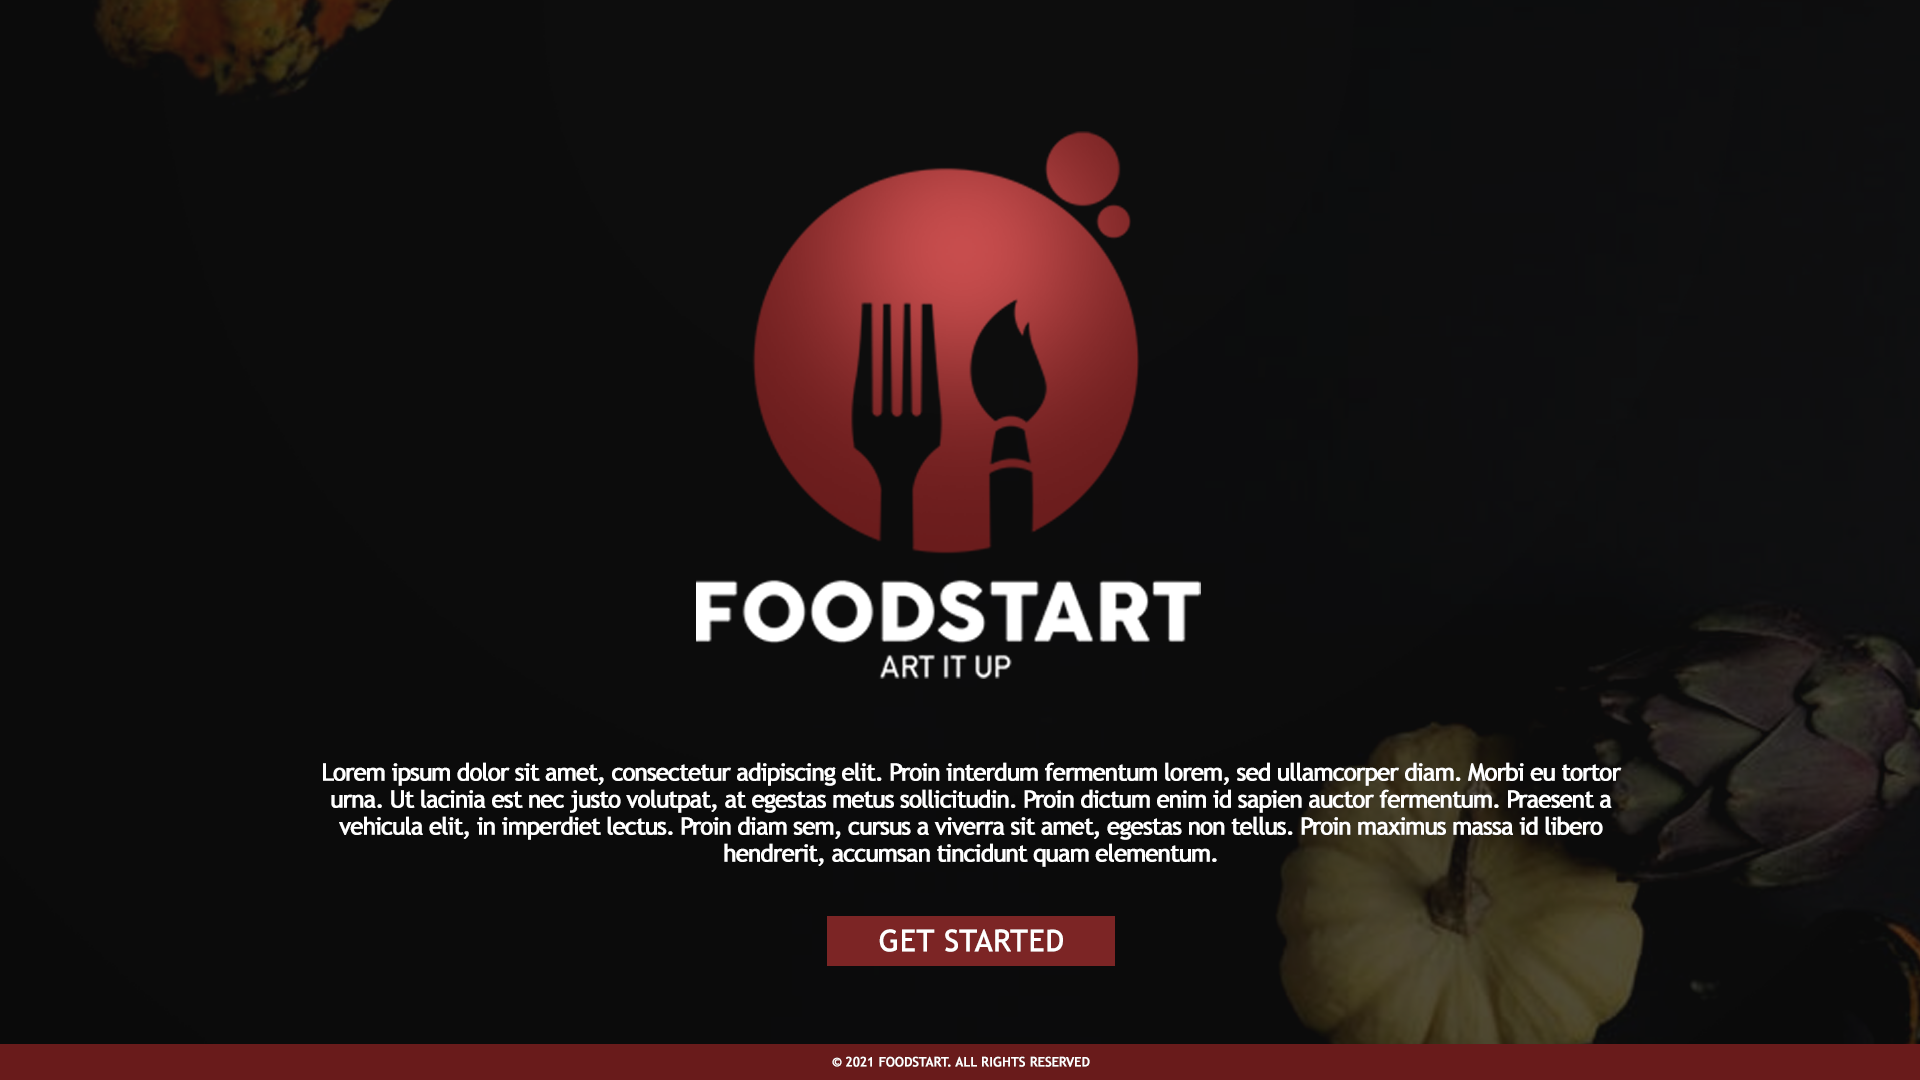 FOODSTART
ART IT UP
Lorem ipsum dolor sit amet, consectetur adipiscing elit. Proin interdum fermentum lorem, sed ullamcorper diam. Morbi eu tortor
urna. Ut lacinia est nec justo volutpat, at egestas metus sollicitudin. Proin dictum enim id sapien auctor fermentum. Praesent a
vehicula elit, in imperdiet lectus. Proin diam sem, cursus a viverra sit amet, egestas non tellus. Proin maximus massa id libero
hendrerit, accumsan tincidunt quam elementum.
GET STARTED
© 2021 FOODSTART. ALL RIGHTS RESERVED